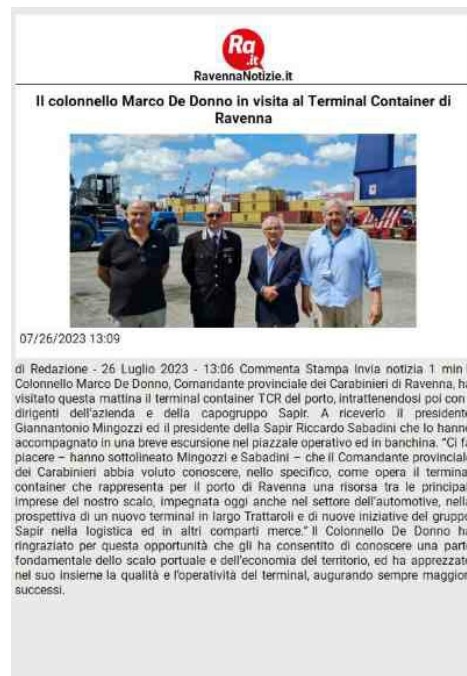 Ra
.it
RavennaNotizie.it
Il colonnello Marco De Donno in visita al Terminal Container di
Ravenna
07/26/2023 13:09
di Redazione - 26 Luglio 2023 - 13:06 Commenta Stampa Invia notizia 1 min
Colonnello Marco De Donno, Comandante provinciale dei Carabinieri di Ravenna, ha
visitato questa mattina il terminal container TCR del porto, intrattenendosi poi con
dirigenti dell'azienda e della capogruppo Sapir. A riceverlo il presidente
Giannantonio Mingozzi ed il presidente della Sapir Riccardo Sabadini che lo hanno
accompagnato in una breve escursione nel piazzale operativo ed in banchina. "Ci fa
piacere – hanno sottolineato Mingozzi e Sabadini – che il Comandante provinciale
dei Carabinieri abbia voluto conoscere, nello specifico, come opera il terminal
container che rappresenta per il porto di Ravenna una risorsa tra le principali
imprese del nostro scalo, impegnata oggi anche nel settore dell'automotive, nella
prospettiva di un nuovo terminal in largo Trattaroli e di nuove iniziative del gruppo
Sapir nella logistica ed in altri comparti merce." Il Colonnello De Donno ha
ringraziato per questa opportunità che gli ha consentito di conoscere una parte
fondamentale dello scalo portuale e dell'economia del territorio, ed ha apprezzato
nel suo insieme la qualità e l'operatività del terminal, augurando sempre maggiori
successi.